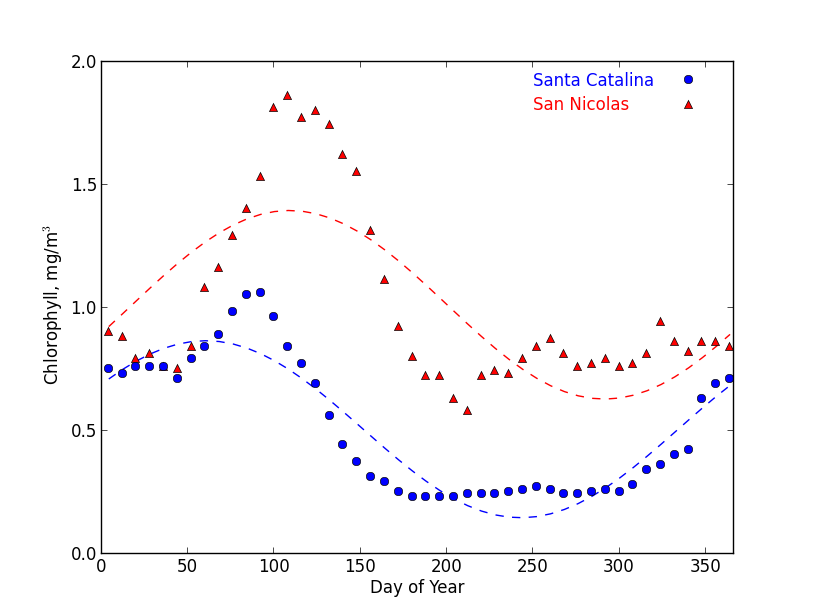 2.0
1.5
1.0
0.5
0.0
Chlorophyll, mg/m³
Santa Catalina
San Nicolas
0 50 100 150 200 250 300 350
Day of Year